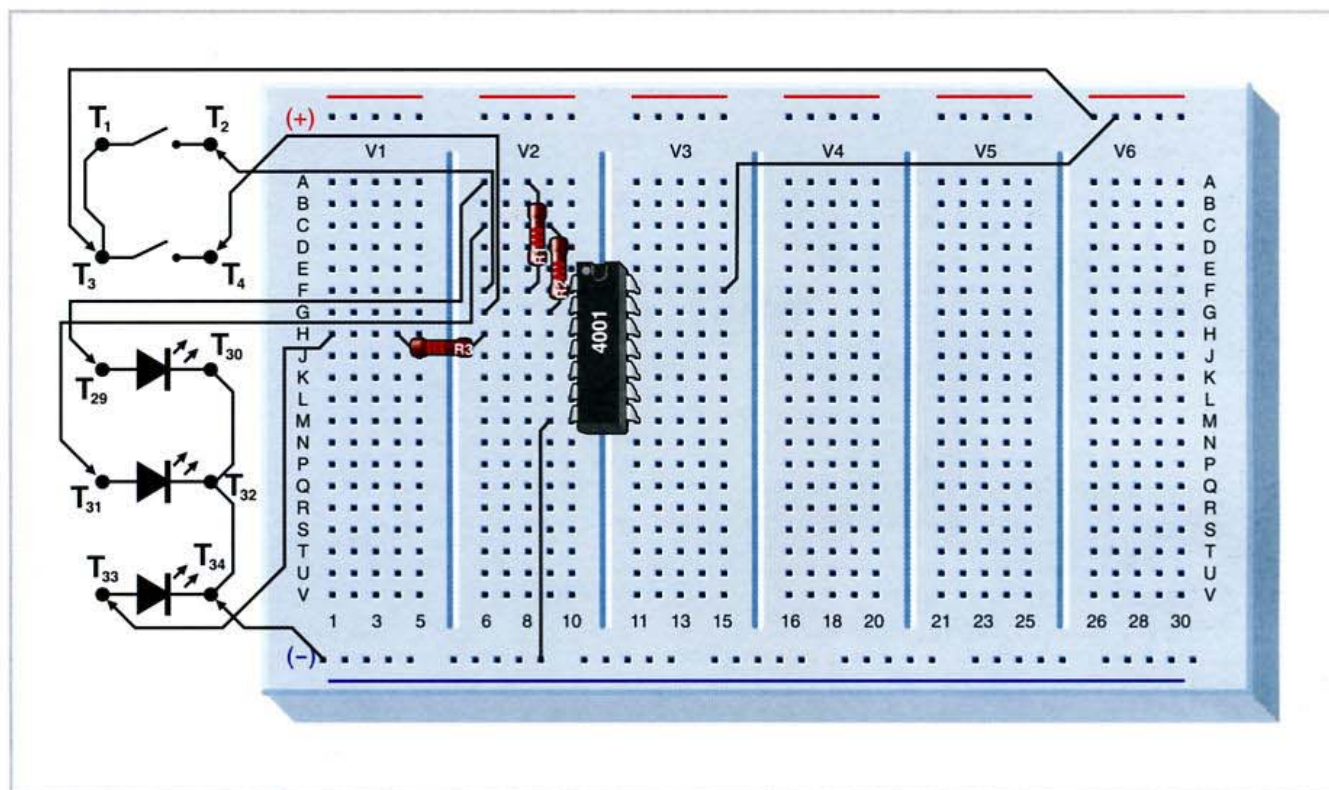 (+)
T1 T2
V1 V2 V3 V4 V5 V6
A A
B B
C C
D D
T3 T4
E E
F F
G G
H H
J J
K K
L L
M M
N N
P P
Q Q
R R
S S
T T
U U
V V
R1
R2
R3
4001
T29 T30
T31 T32
T33 T34
1 3 5 6 8 10 11 13 15 16 18 20 21 23 25 26 28 30
(−)